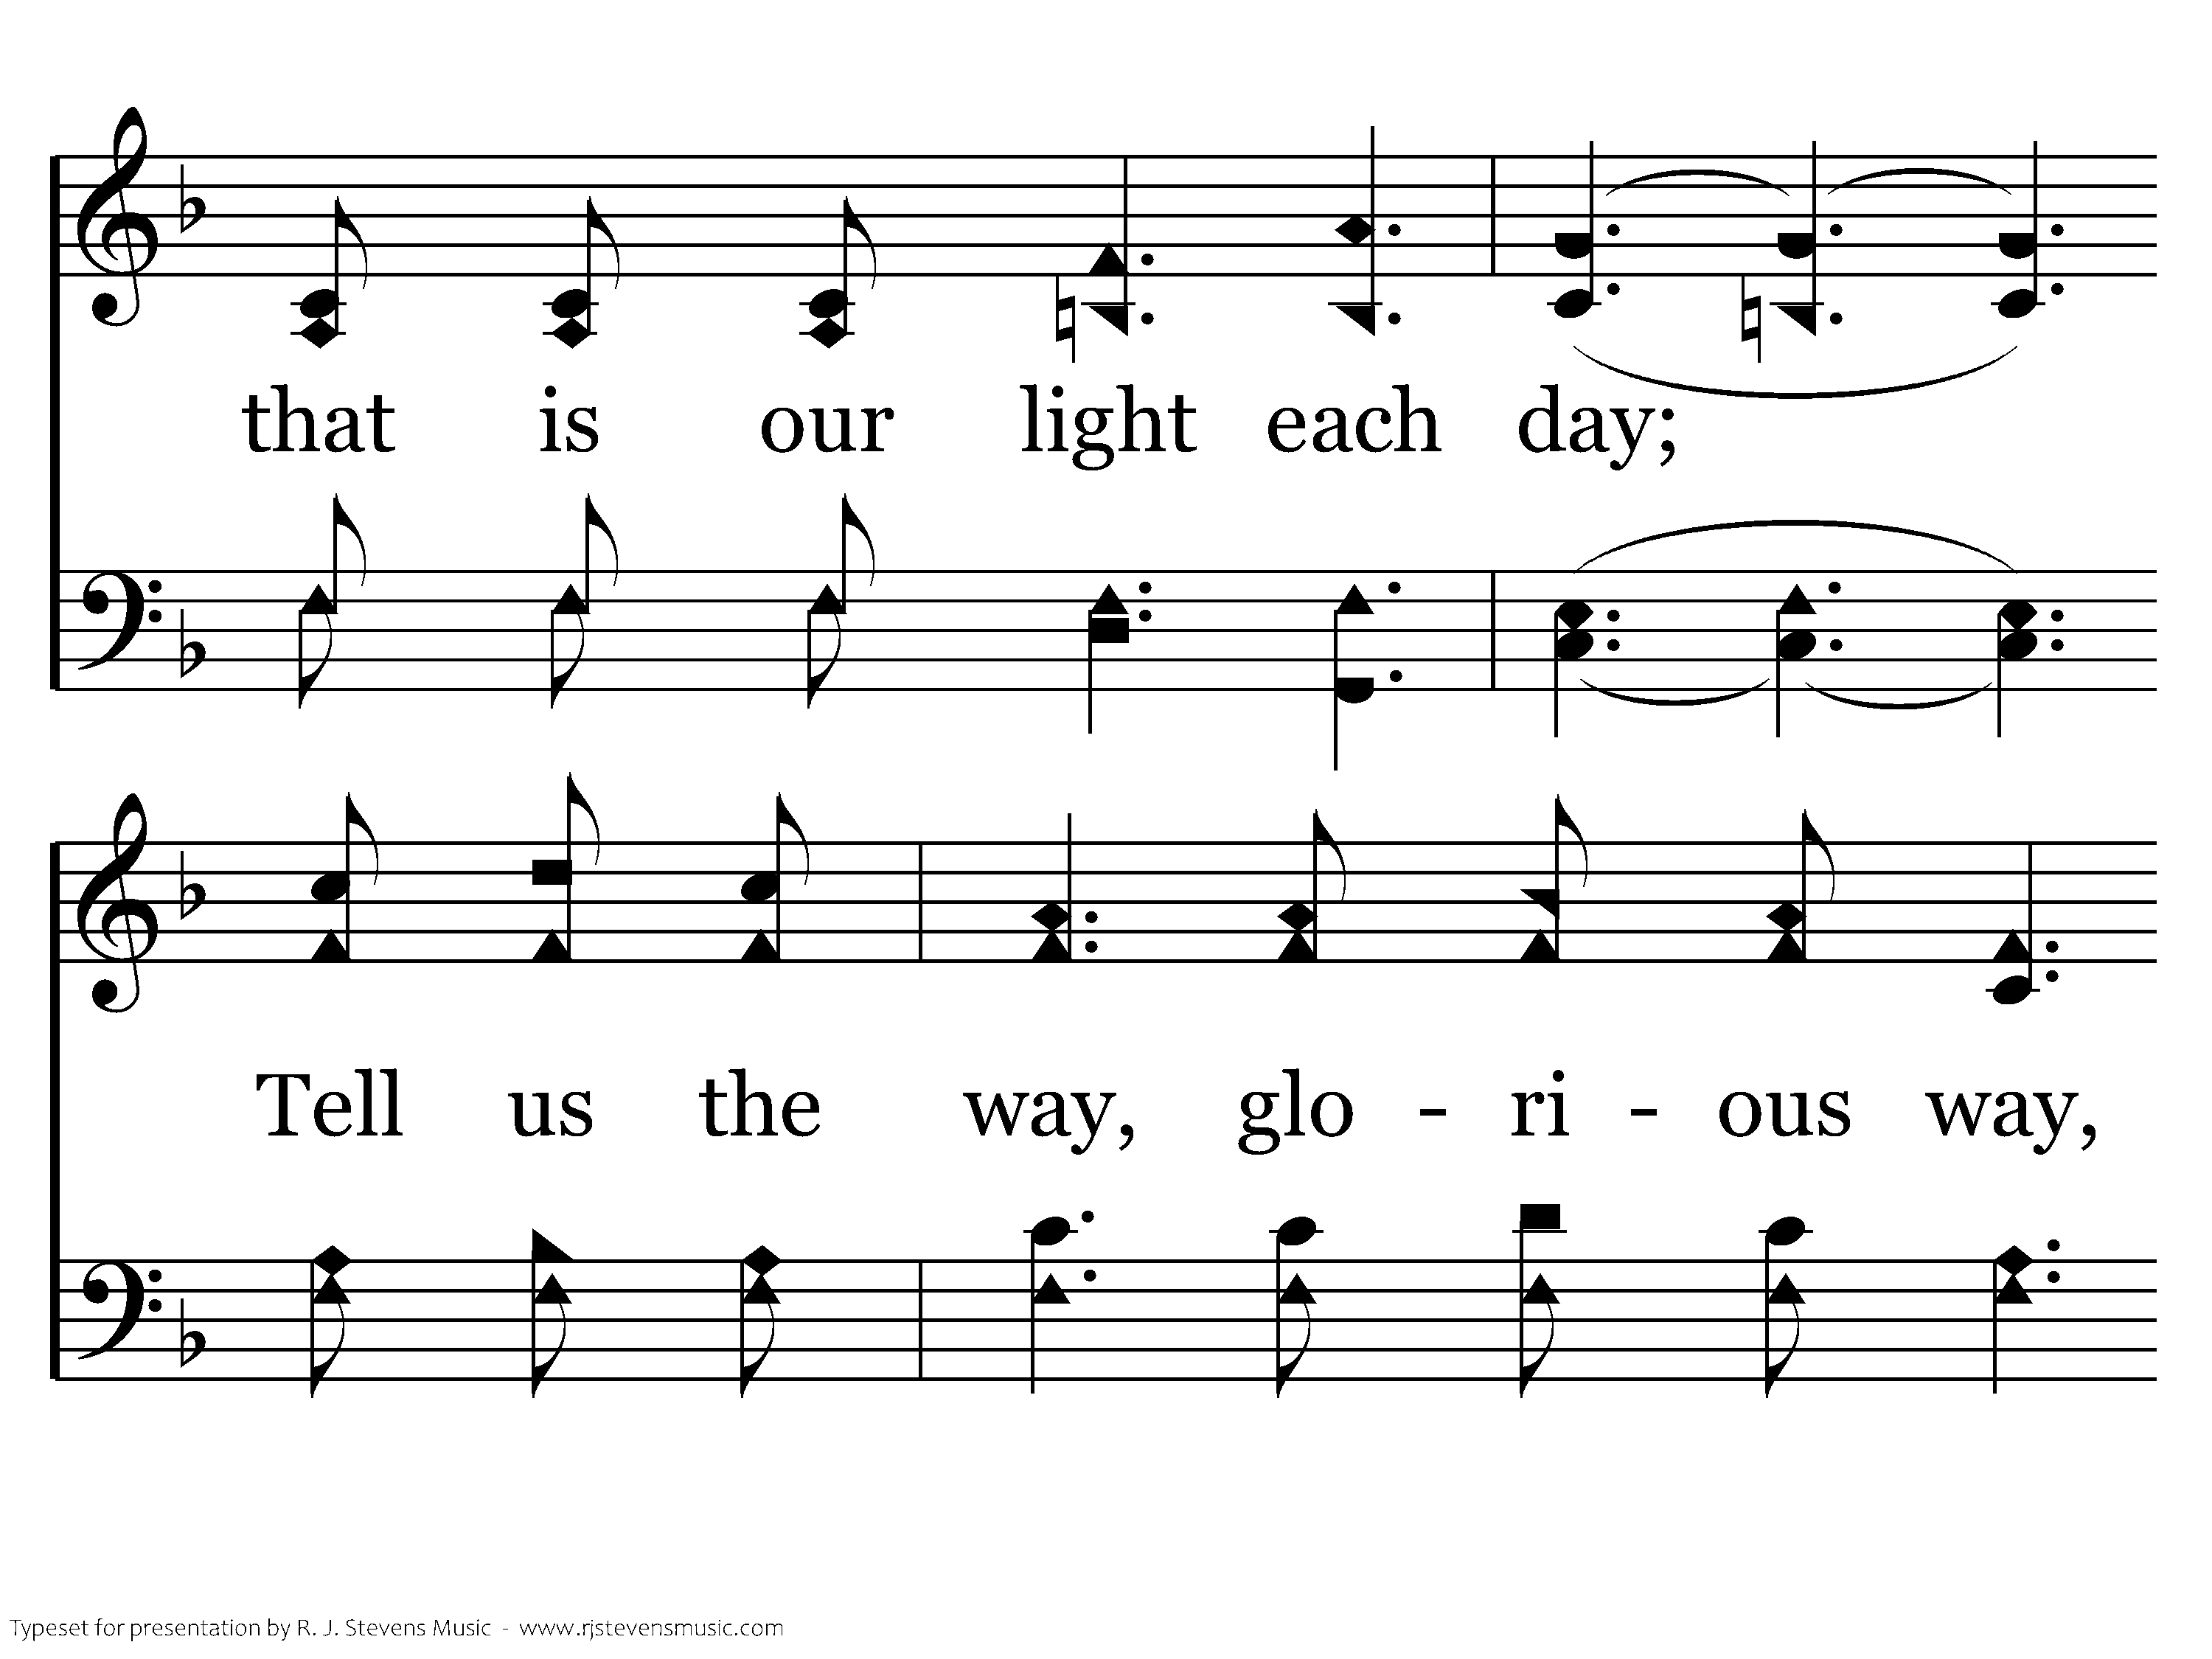 that is our light each day;
Tell us the way, glo - ri - ous way,
Typeset for presentation by R. J. Stevens Music - www.rjstevensmusic.com